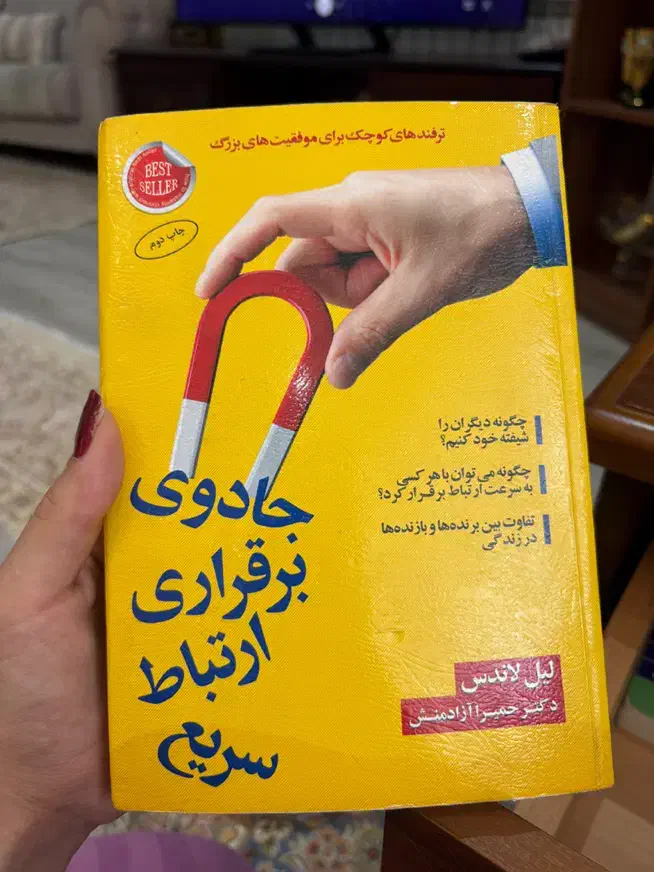 ترفندهای کوچک برای موفقیت‌های بزرگ
BEST
SELLER
چاپ دوم
چگونه دیگران را
شیفته خود کنیم؟
چگونه می‌توان با هر کسی
به سرعت ارتباط برقرار کرد؟
تفاوت بین برنده‌ها و بازنده‌ها
در زندگی
جادوی
برقراری
ارتباط
سریع
لیل لاندس
دکتر حمیرا آزادمنش